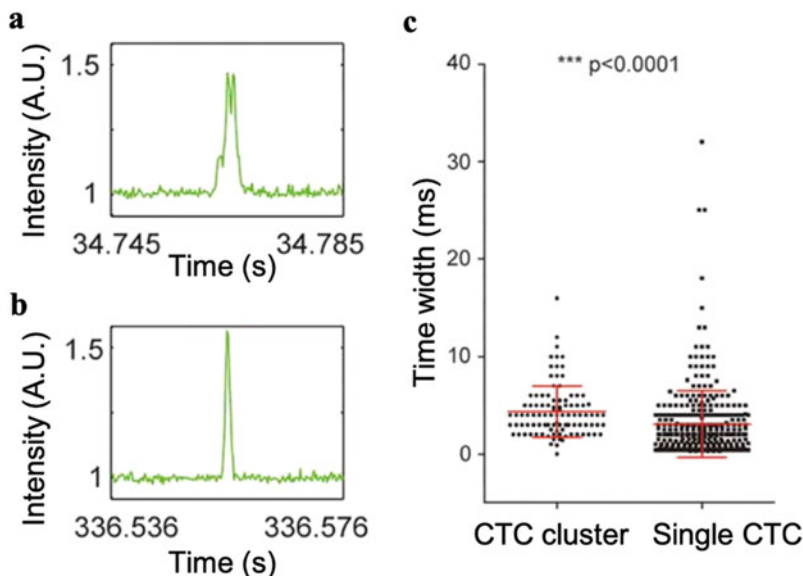 a
1.5
Intensity (A.U.)
1
34.745
34.785
Time (s)
b
1.5
Intensity (A.U.)
1
336.536
336.576
Time (s)
c
*** p<0.0001
40
30
20
10
0
Time width (ms)
CTC cluster
Single CTC